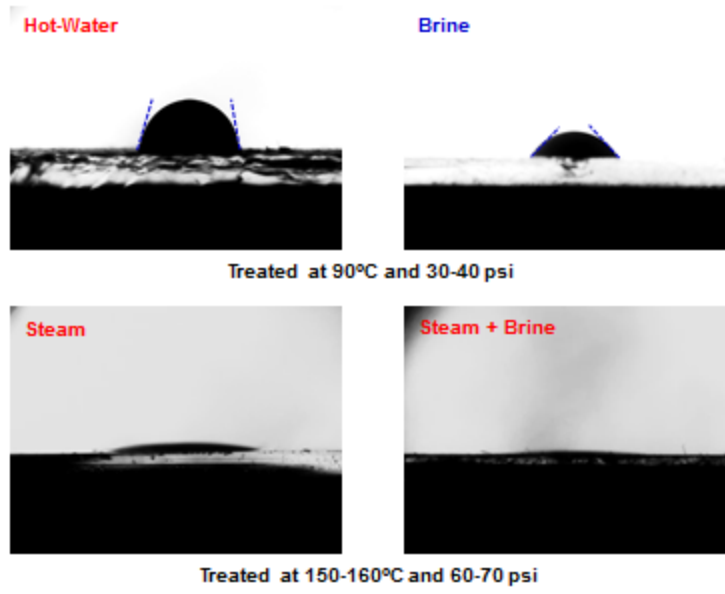 Hot-Water
Brine
Treated at 90ºC and 30-40 psi
Steam
Steam + Brine
Treated at 150-160ºC and 60-70 psi